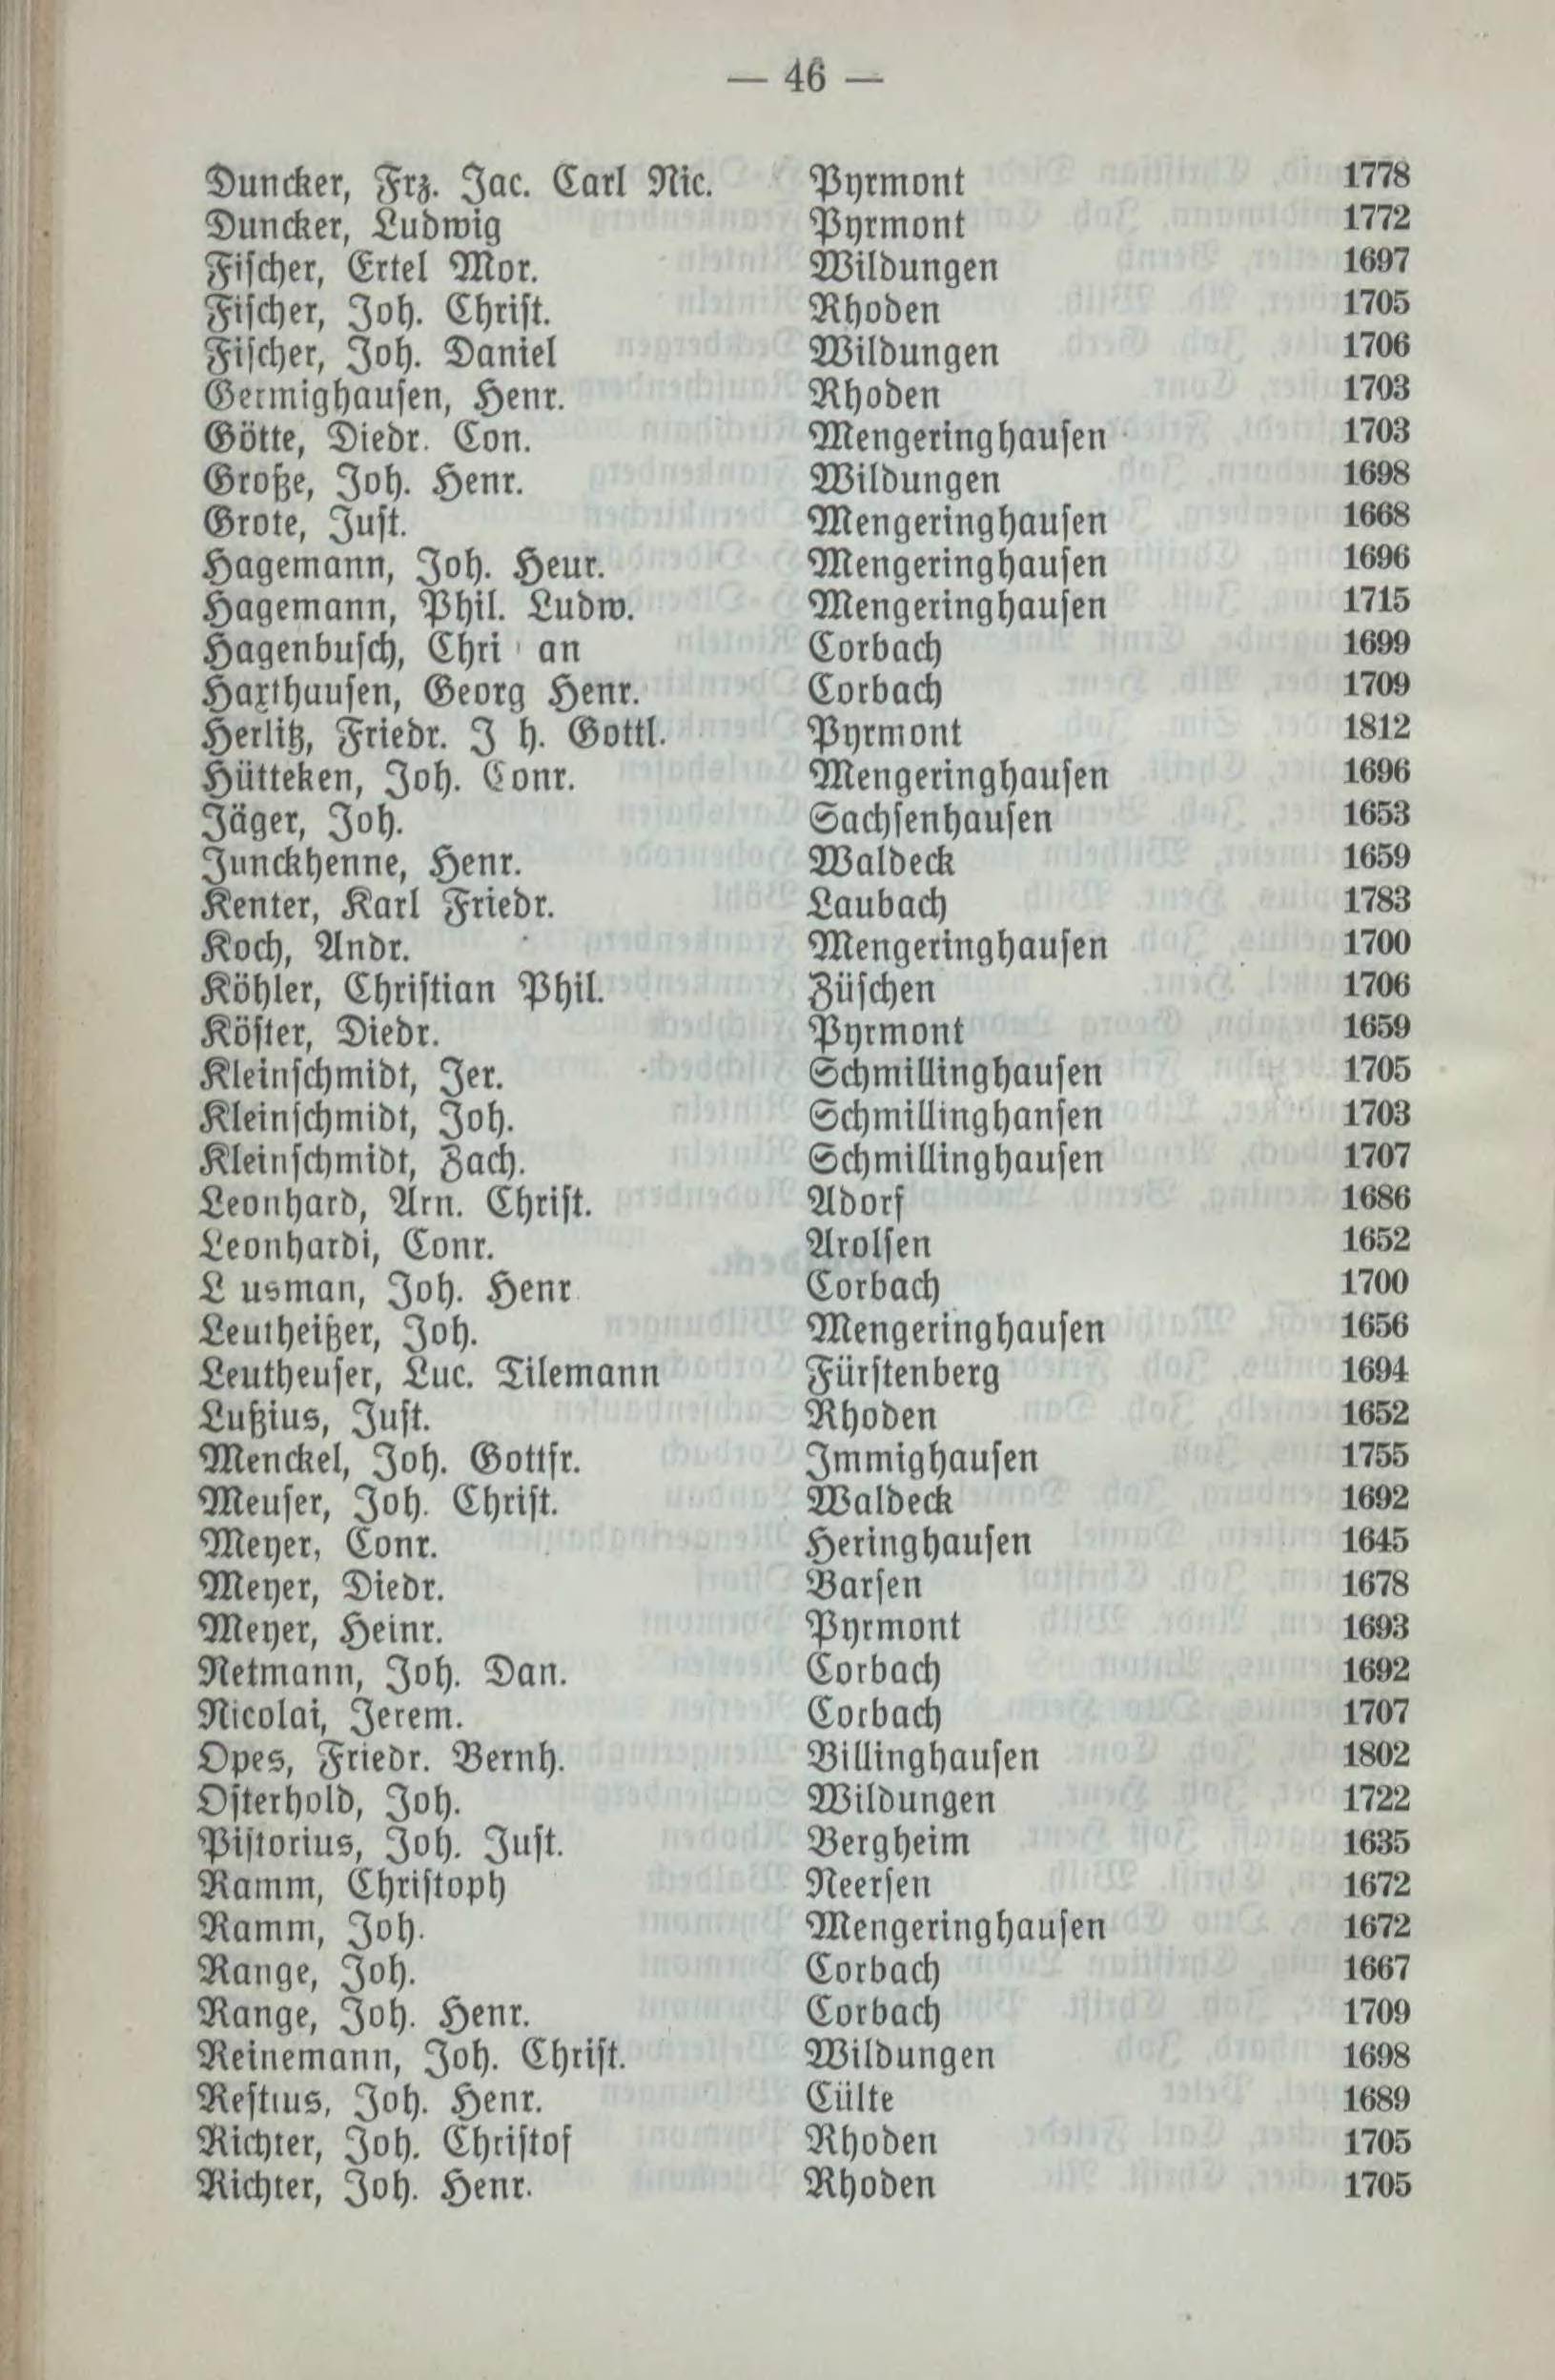 — 46 —
Duncker, Frz. Jac. Carl Nic. Pyrmont 1778
Duncker, Ludwig Pyrmont 1772
Fischer, Ertel Mor. Wildungen 1697
Fischer, Joh. Christ. Rhoden 1705
Fischer, Joh. Daniel Wildungen 1706
Germighausen, Henr. Rhoden 1703
Götte, Diedr. Con. Mengeringhausen 1703
Große, Joh. Henr. Wildungen 1698
Grote, Just. Mengeringhausen 1668
Hagemann, Joh. Heur. Mengeringhausen 1696
Hagemann, Phil. Ludw. Mengeringhausen 1715
Hagenbusch, Chri an Corbach 1699
Harthausen, Georg Henr. Corbach 1709
Herlitz, Friedr. J h. Gottl. Pyrmont 1812
Hütteken, Joh. Conr. Mengeringhausen 1696
Jäger, Joh. Sachsenhausen 1653
Junckhenne, Henr. Waldeck 1659
Kenter, Karl Friedr. Laubach 1783
Koch, Andr. Mengeringhausen 1700
Köhler, Christian Phil. Züschen 1706
Köster, Diedr. Pyrmont 1659
Kleinschmidt, Jer. Schmillinghausen 1705
Kleinschmidt, Joh. Schmillinghansen 1703
Kleinschmidt, Zach. Schmillinghausen 1707
Leonhard, Arn. Christ. Adorf 1686
Leonhardi, Conr. Arolsen 1652
L usman, Joh. Henr Corbach 1700
Leutheißer, Joh. Mengeringhausen 1656
Leutheuser, Luc. Tilemann Fürstenberg 1694
Lutzius, Just. Rhoden 1652
Menckel, Joh. Gottfr. Immighausen 1755
Meuser, Joh. Christ. Waldeck 1692
Meyer, Conr. Heringhausen 1645
Meyer, Diedr. Barsen 1678
Meyer, Heinr. Pyrmont 1693
Netmann, Joh. Dan. Corbach 1692
Nicolai, Jerem. Corbach 1707
Opes, Friedr. Bernh. Billinghausen 1802
Osterhold, Joh. Wildungen 1722
Pistorius, Joh. Just. Bergheim 1635
Ramm, Christoph Neersen 1672
Ramm, Joh. Mengeringhausen 1672
Range, Joh. Corbach 1667
Range, Joh. Henr. Corbach 1709
Reinemann, Joh. Christ. Wildungen 1698
Restius, Joh. Henr. Cülte 1689
Richter, Joh. Christof Rhoden 1705
Richter, Joh. Henr. Rhoden 1705